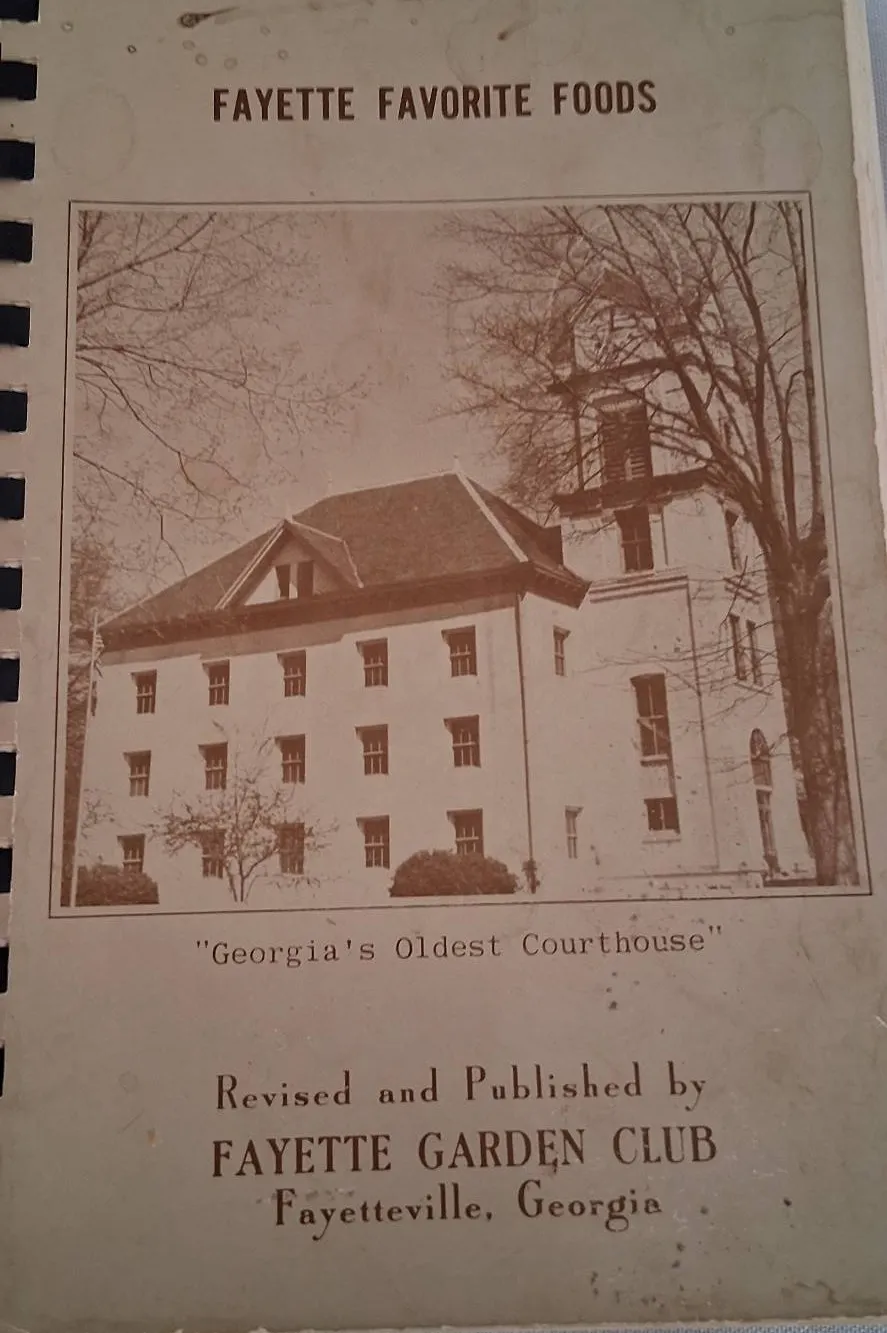 FAYETTE FAVORITE FOODS
"Georgia's Oldest Courthouse"
Revised and Published by
FAYETTE GARDEN CLUB
Fayetteville, Georgia